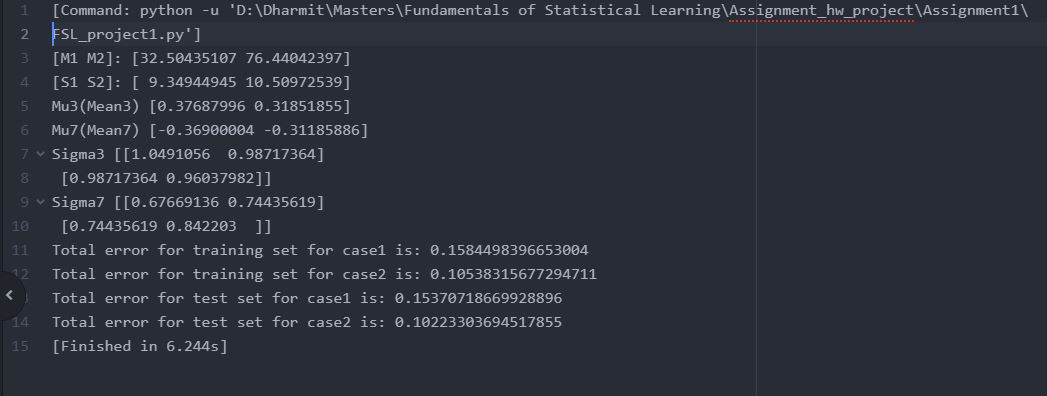 1 [Command: python -u 'D:\Dharmit\Masters\Fundamentals of Statistical Learning\Assignment_hw_project\Assignment1\
2 FSL_project1.py']
3 [M1 M2]: [32.50435107 76.44042397]
4 [S1 S2]: [ 9.34944945 10.50972539]
5 Mu3(Mean3) [0.37687996 0.31851855]
6 Mu7(Mean7) [-0.36900004 -0.31185886]
7 Sigma3 [[1.0491056  0.98717364]
8  [0.98717364 0.96037982]]
9 Sigma7 [[0.67669136 0.74435619]
10  [0.74435619 0.842203  ]]
11 Total error for training set for case1 is: 0.1584498396653004
12 Total error for training set for case2 is: 0.10538315677294711
3 Total error for test set for case1 is: 0.15370718669928896
14 Total error for test set for case2 is: 0.10223303694517855
15 [Finished in 6.244s]